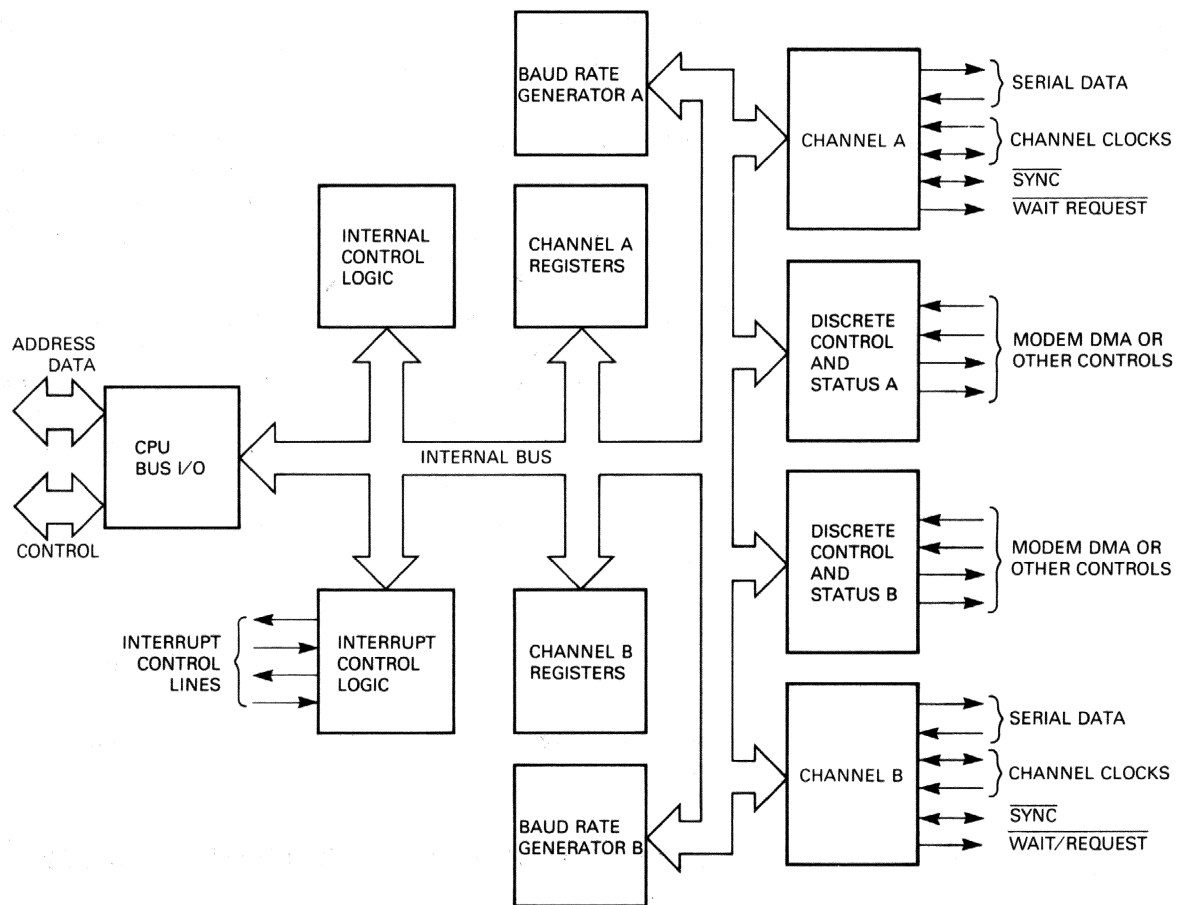 BAUD RATE
GENERATOR A
CHANNEL A
SERIAL DATA
CHANNEL CLOCKS
SYNC
WAIT REQUEST
INTERNAL
CONTROL
LOGIC
CHANNEL A
REGISTERS
DISCRETE
CONTROL
AND
STATUS A
MODEM DMA OR
OTHER CONTROLS
ADDRESS
DATA
CPU
BUS I/O
CONTROL
INTERNAL BUS
DISCRETE
CONTROL
AND
STATUS B
MODEM DMA OR
OTHER CONTROLS
INTERRUPT
CONTROL
LINES
INTERRUPT
CONTROL
LOGIC
CHANNEL B
REGISTERS
BAUD RATE
GENERATOR B
CHANNEL B
SERIAL DATA
CHANNEL CLOCKS
SYNC
WAIT/REQUEST